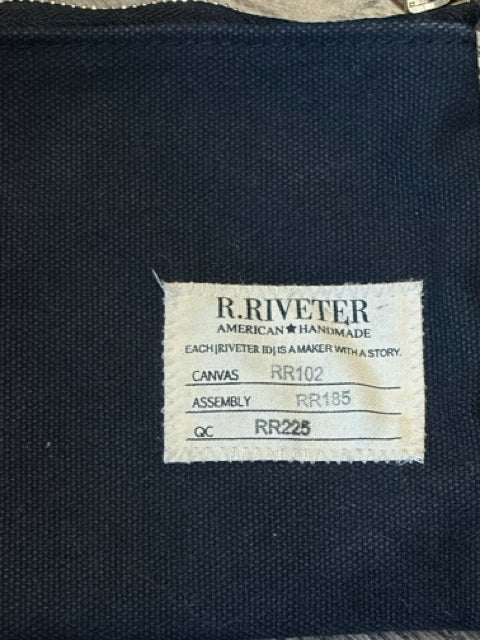 R.RIVETER
AMERICAN★HANDMADE
EACH|RIVETER ID| IS A MAKER WITH A STORY.
CANVAS RR102
ASSEMBLY RR185
QC RR225